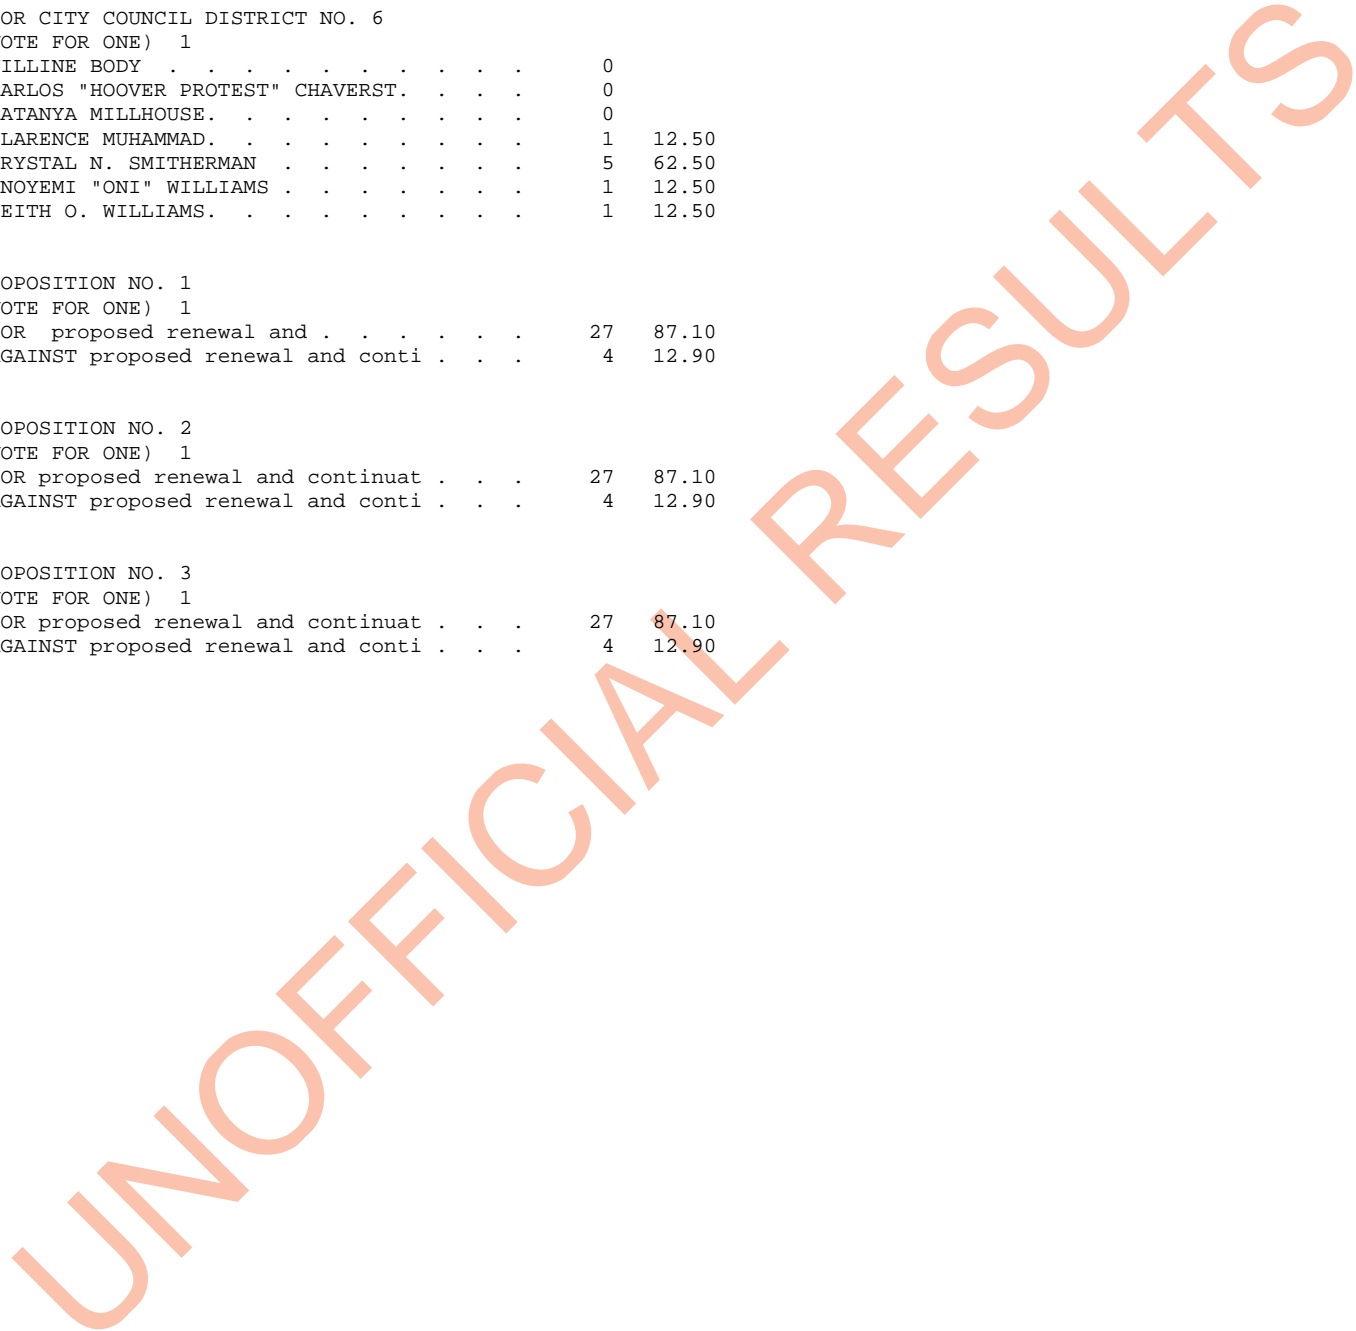 OR CITY COUNCIL DISTRICT NO. 6
OTE FOR ONE)  1
ILLINE BODY  .  .  .  .  .  .  .  .  .  .      0
ARLOS "HOOVER PROTEST" CHAVERST.  .  .  .      0
ATANYA MILLHOUSE.  .  .  .  .  .  .  .  .      0
LARENCE MUHAMMAD.  .  .  .  .  .  .  .  .      1   12.50
RYSTAL N. SMITHERMAN  .  .  .  .  .  .  .      5   62.50
NOYEMI "ONI" WILLIAMS .  .  .  .  .  .  .      1   12.50
EITH O. WILLIAMS.  .  .  .  .  .  .  .  .      1   12.50
OPOSITION NO. 1
OTE FOR ONE)  1
OR  proposed renewal and .  .  .  .  .  .     27   87.10
GAINST proposed renewal and conti .  .  .      4   12.90
OPOSITION NO. 2
OTE FOR ONE)  1
OR proposed renewal and continuat .  .  .     27   87.10
GAINST proposed renewal and conti .  .  .      4   12.90
OPOSITION NO. 3
OTE FOR ONE)  1
OR proposed renewal and continuat .  .  .     27   87.10
GAINST proposed renewal and conti .  .  .      4   12.90
UNOFFICIAL RESULTS